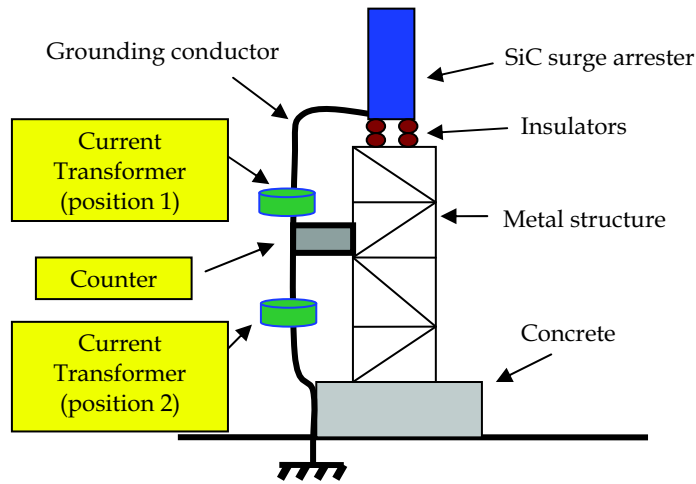 Grounding conductor
SiC surge arrester
Insulators
Current
Transformer
(position 1)
Metal structure
Counter
Current
Transformer
(position 2)
Concrete